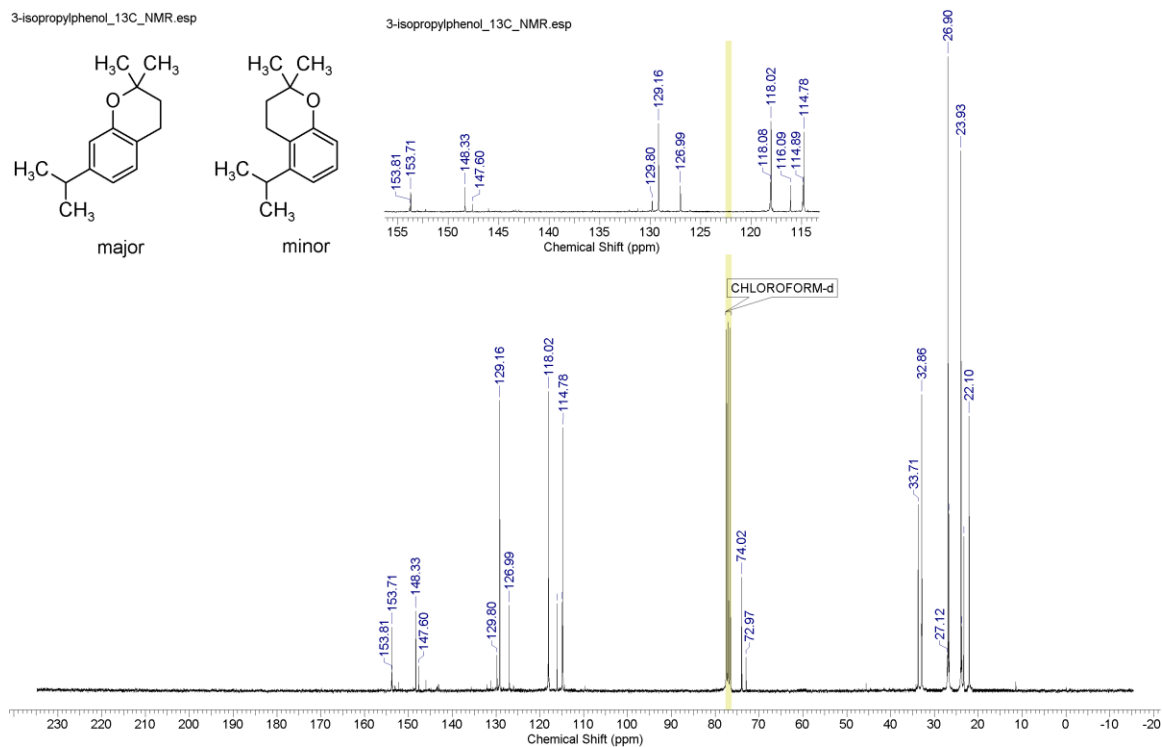 3-isopropylphenol_13C_NMR.esp
H3C CH3
O
H3C
CH3
major
H3C CH3
O
H3C
CH3
minor
3-isopropylphenol_13C_NMR.esp
153.81
153.71
148.33
147.60
129.80
129.16
126.99
118.08
118.02
116.09
114.89
114.78
155 150 145 140 135 130 125 120 115
Chemical Shift (ppm)
CHLOROFORM-d
153.81
153.71
148.33
147.60
129.80
129.16
126.99
118.02
114.78
74.02
72.97
33.71
32.86
27.12
26.90
23.93
22.10
230 220 210 200 190 180 170 160 150 140 130 120 110 100 90 80 70 60 50 40 30 20 10 0 -10 -20
Chemical Shift (ppm)